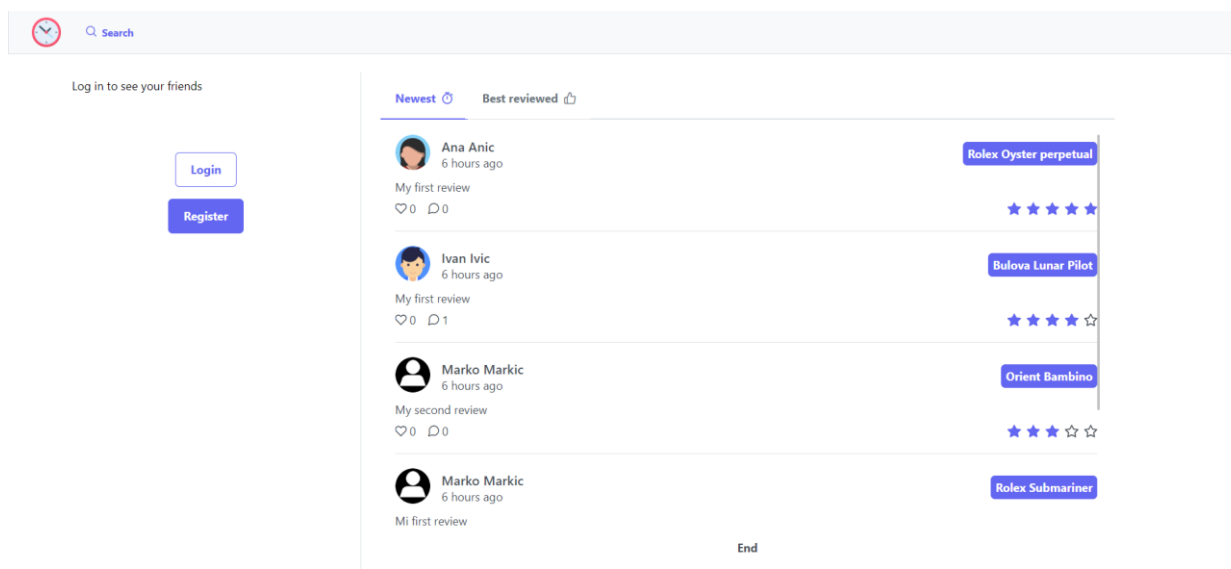 Search
Log in to see your friends
Login
Register
Newest Best reviewed
Ana Anic
6 hours ago
Rolex Oyster perpetual
My first review
0 0
Ivan Ivic
6 hours ago
Bulova Lunar Pilot
My first review
0 1
Marko Markic
6 hours ago
Orient Bambino
My second review
0 0
Marko Markic
6 hours ago
Rolex Submariner
Mi first review
End